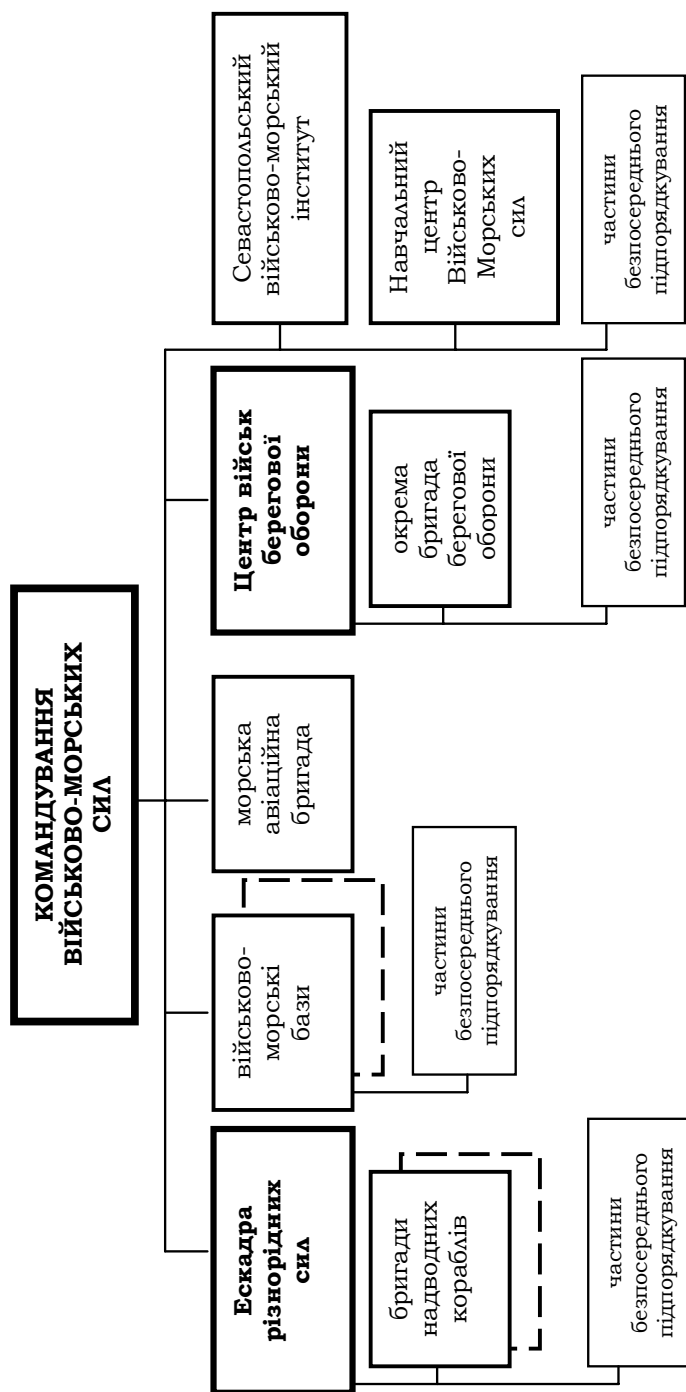 КОМАНДУВАННЯ
ВІЙСЬКОВО-МОРСЬКИХ
СИЛ
Ескадра
різнорідних
сил
бригади
надводних
кораблів
частини
безпосереднього
підпорядкування
військово-
морські
бази
частини
безпосереднього
підпорядкування
морська
авіаційна
бригада
Центр військ
берегової
оборони
окрема
бригада
берегової
оборони
частини
безпосереднього
підпорядкування
Севастопольський
військово-морський
інститут
Навчальний
центр
Військово-
Морських
сил
частини
безпосереднього
підпорядкування